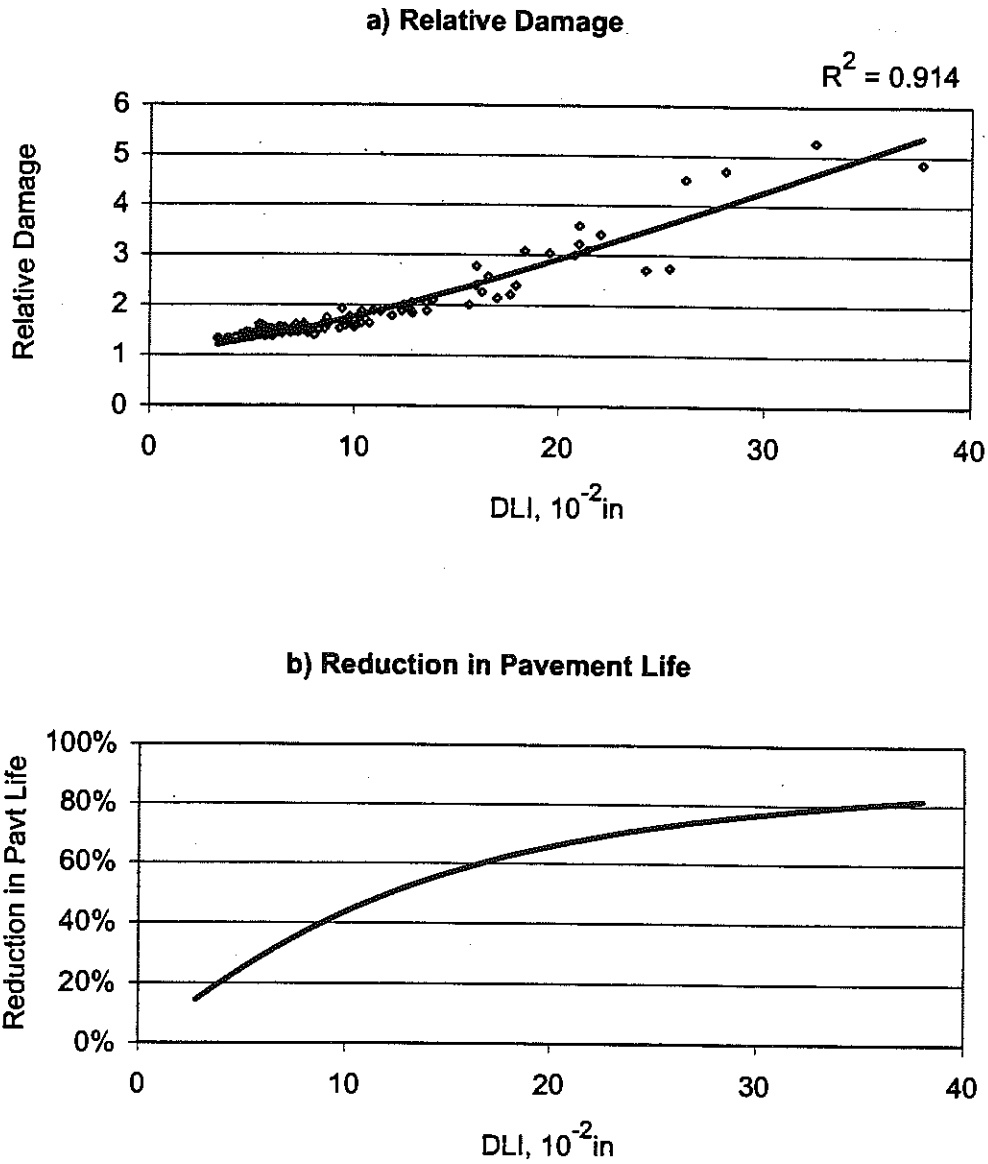 a) Relative Damage
R² = 0.914
6
5
4
3
2
1
0
Relative Damage
0 10 20 30 40
DLI, 10⁻²in
b) Reduction in Pavement Life
100%
80%
60%
40%
20%
0%
Reduction in Pavt Life
0 10 20 30 40
DLI, 10⁻²in